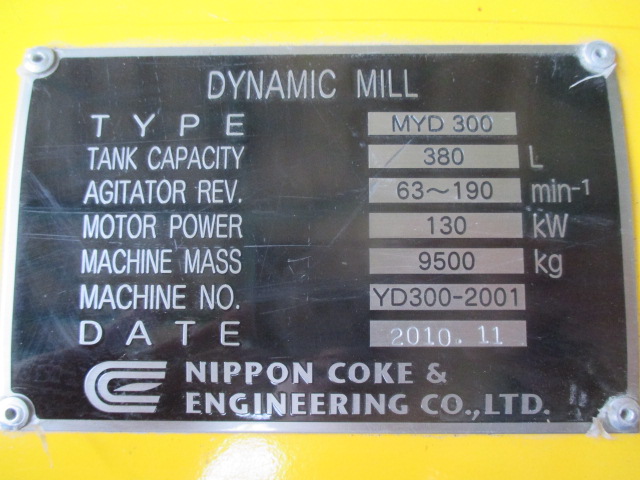 DYNAMIC MILL
TYPE MYD 300
TANK CAPACITY 380 L
AGITATOR REV. 63~190 min-1
MOTOR POWER 130 kW
MACHINE MASS 9500 kg
MACHINE NO. YD300-2001
DATE 2010.11
NIPPON COKE &
ENGINEERING CO.,LTD.